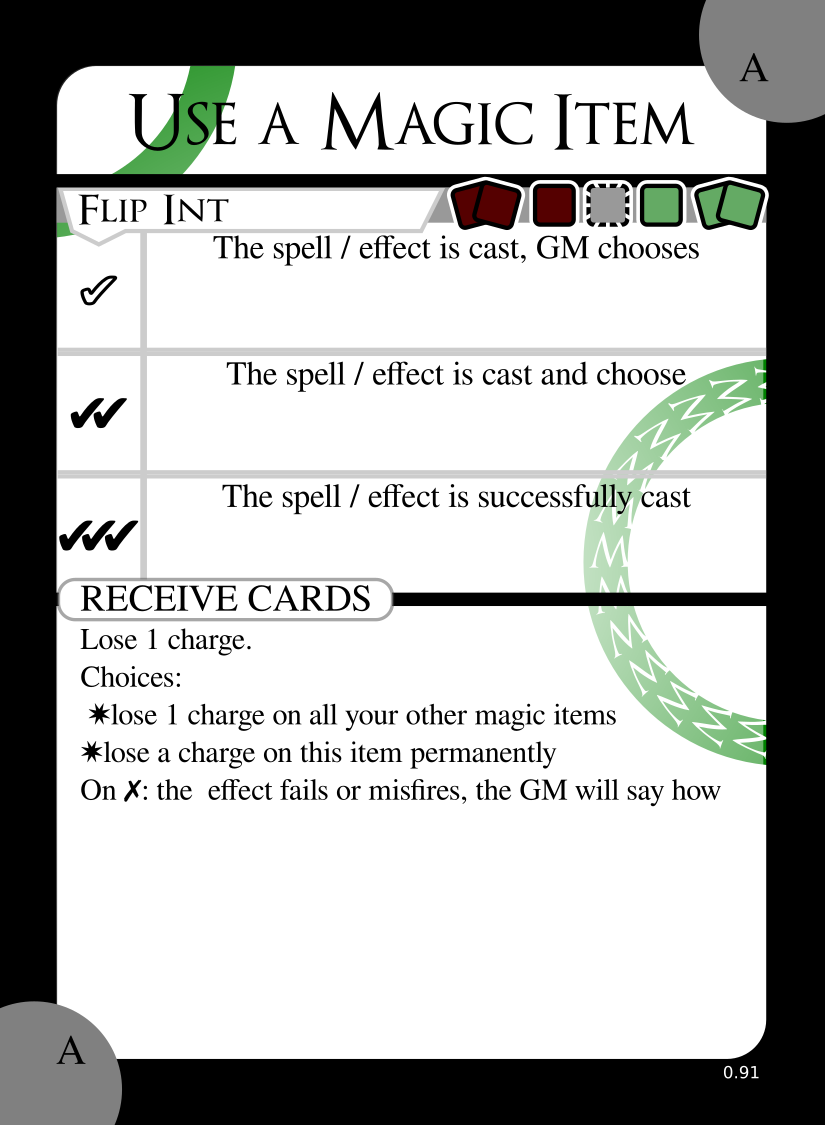 A
Use a Magic Item
Flip Int
The spell / effect is cast, GM chooses
✓
The spell / effect is cast and choose
✔✔
The spell / effect is successfully cast
✔✔✔
RECEIVE CARDS
Lose 1 charge.
Choices:
✷lose 1 charge on all your other magic items
✷lose a charge on this item permanently
On ✗: the  effect fails or misfires, the GM will say how
A
0.91